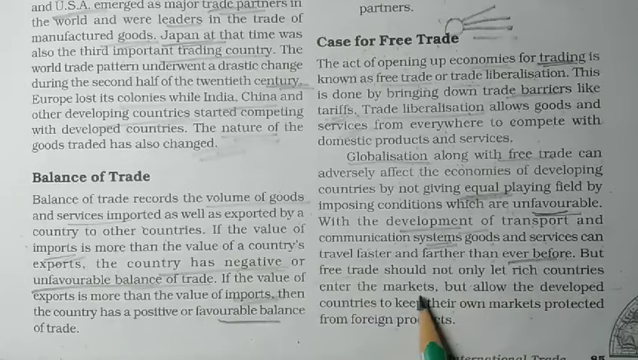 and U.S.A. emerged as major trade partners in
the world and were leaders in the trade of
manufactured goods. Japan at that time was
also the third important trading country. The
world trade pattern underwent a drastic change
during the second half of the twentieth century.
Europe lost its colonies while India, China and
other developing countries started competing
with developed countries. The nature of the
goods traded has also changed.
Balance of Trade
Balance of trade records the volume of goods
and services imported as well as exported by a
country to other countries. If the value of
imports is more than the value of a country's
exports, the country has negative or
unfavourable balance of trade. If the value of
exports is more than the value of imports, then
the country has a positive or favourable balance
of trade.
partners.
Case for Free Trade
The act of opening up economies for trading is
known as free trade or trade liberalisation. This
is done by bringing down trade barriers like
tariffs. Trade liberalisation allows goods and
services from everywhere to compete with
domestic products and services.
Globalisation along with free trade can
adversely affect the economies of developing
countries by not giving equal playing field by
imposing conditions which are unfavourable.
With the development of transport and
communication systems goods and services can
travel faster and farther than ever before. But
free trade should not only let rich countries
enter the markets, but allow the developed
countries to keep their own markets protected
from foreign
International Trade 85